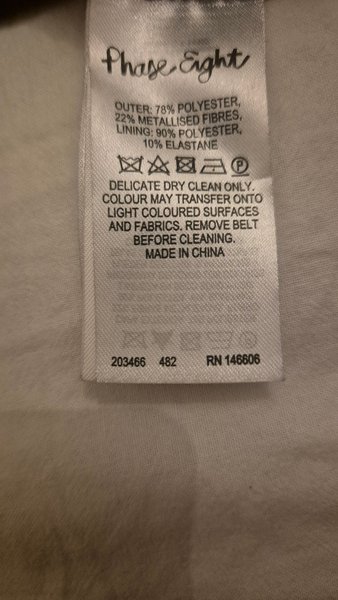 Phase Eight
OUTER: 78% POLYESTER,
22% METALLISED FIBRES,
LINING: 90% POLYESTER,
10% ELASTANE
P
DELICATE DRY CLEAN ONLY.
COLOUR MAY TRANSFER ONTO
LIGHT COLOURED SURFACES
AND FABRICS. REMOVE BELT
BEFORE CLEANING.
MADE IN CHINA
203466 482 RN 146606